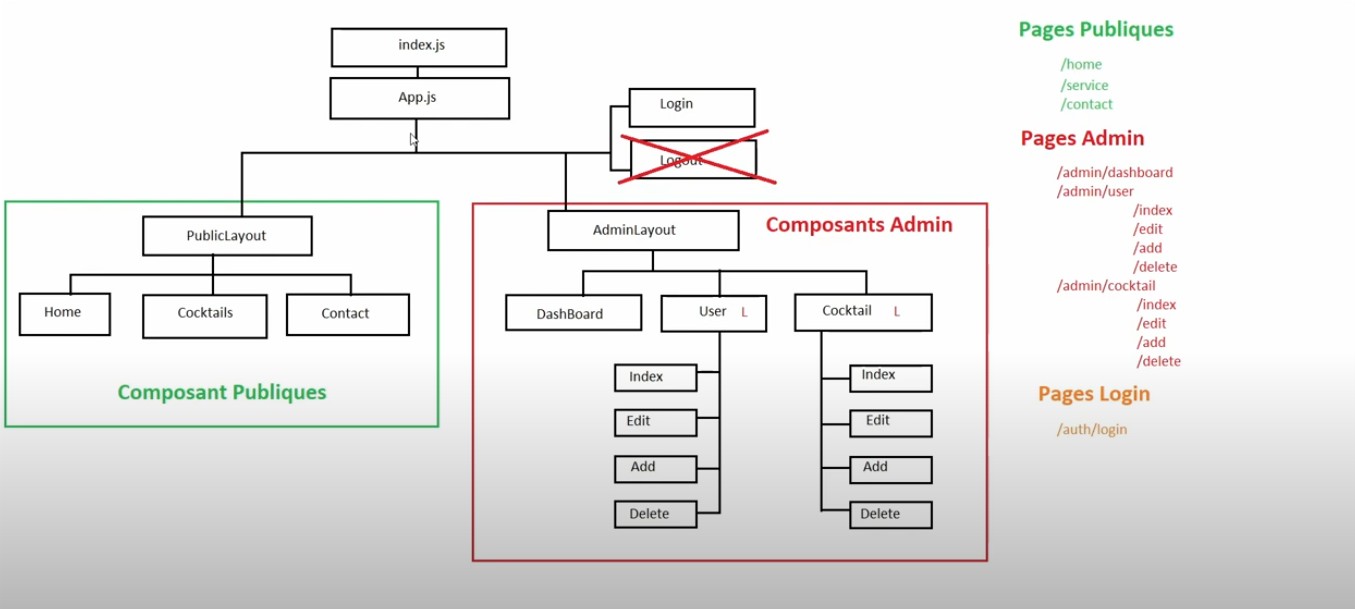 index.js
App.js
Login
Logout
PublicLayout
Home
Cocktails
Contact
Composant Publiques
AdminLayout
Composants Admin
DashBoard
User L
Cocktail L
Index
Edit
Add
Delete
Index
Edit
Add
Delete
Pages Publiques
/home
/service
/contact
Pages Admin
/admin/dashboard
/admin/user
/index
/edit
/add
/delete
/admin/cocktail
/index
/edit
/add
/delete
Pages Login
/auth/login